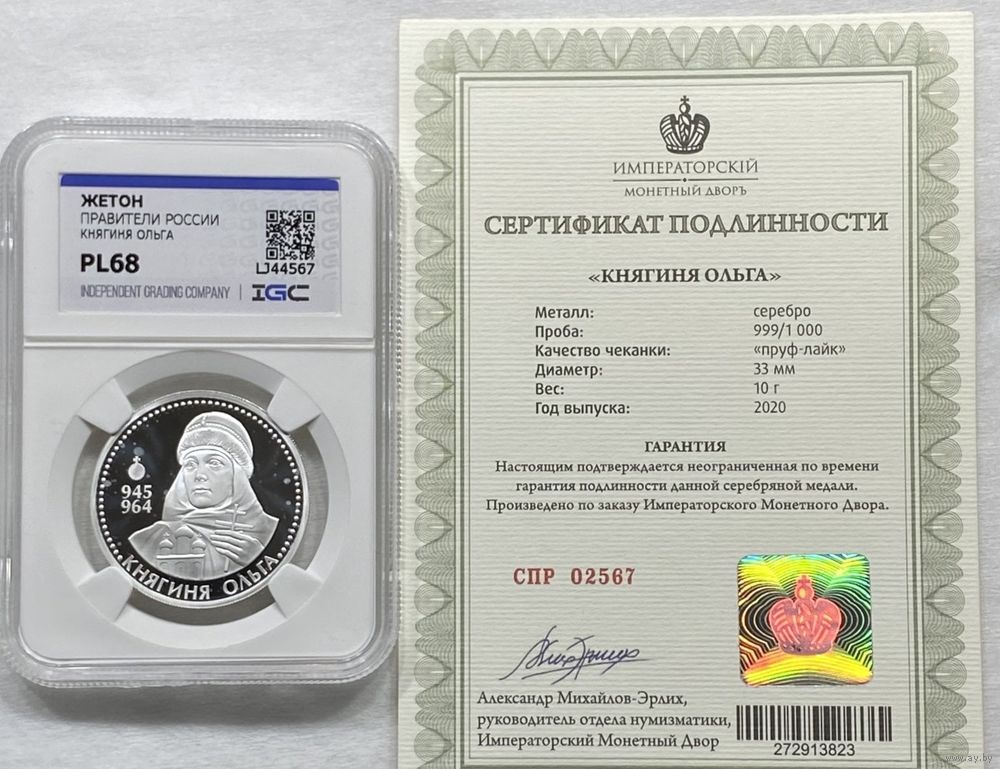 ЖЕТОН
ПРАВИТЕЛИ РОССИИ
КНЯГИНЯ ОЛЬГА
PL68
LJ44567
INDEPENDENT GRADING COMPANY | IGC
945
964
·КНЯГИНЯ ОЛЬГА·
ИМПЕРАТОРСКІЙ
МОНЕТНЫЙ ДВОРЪ
СЕРТИФИКАТ ПОДЛИННОСТИ
«КНЯГИНЯ ОЛЬГА»
Металл: серебро
Проба: 999/1 000
Качество чеканки: «пруф-лайк»
Диаметр: 33 мм
Вес: 10 г
Год выпуска: 2020
ГАРАНТИЯ
Настоящим подтверждается неограниченная по времени
гарантия подлинности данной серебряной медали.
Произведено по заказу Императорского Монетного Двора.
СПР 02567
Александр Михайлов-Эрлих,
руководитель отдела нумизматики,
Императорский Монетный Двор
272913823
www.ay.by